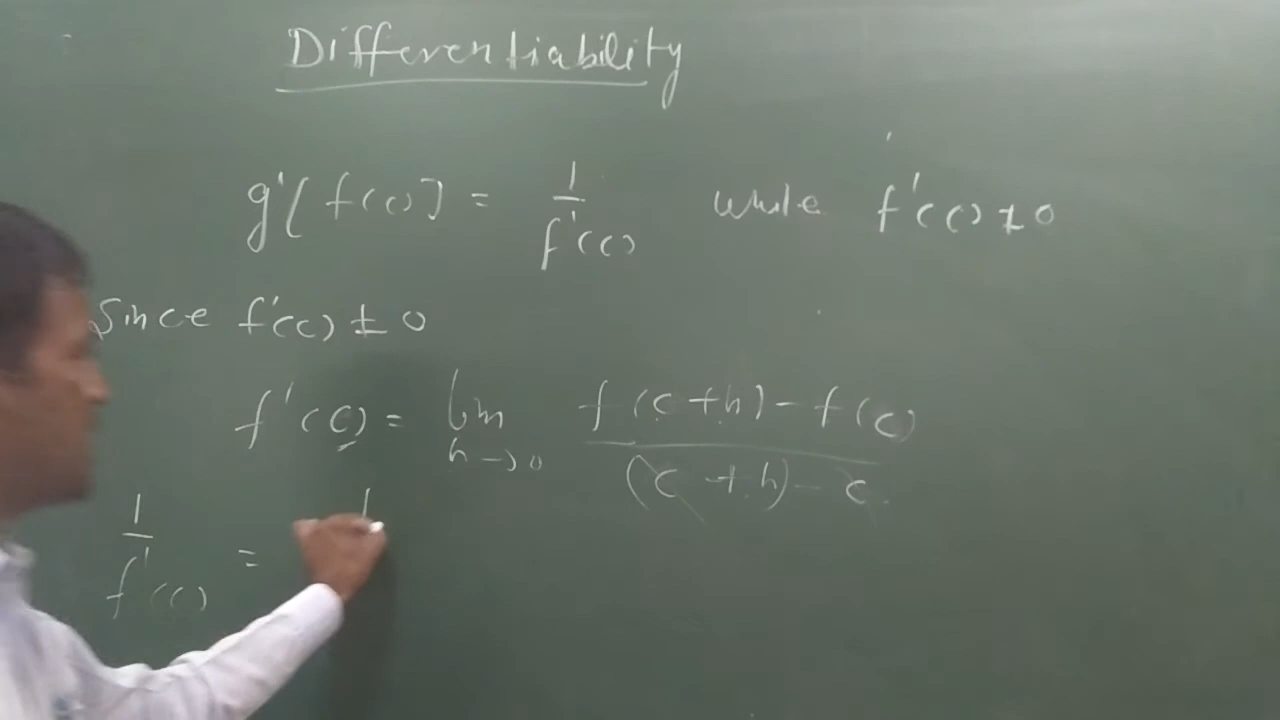 Differentiability
g'[f(c)] = 1/f'(c) while f'(c) ≠ 0
Since f'(c) ≠ 0
f'(c) = lim h→0 f(c+h)-f(c) / (c+h)-c
1/f'(c) = 1